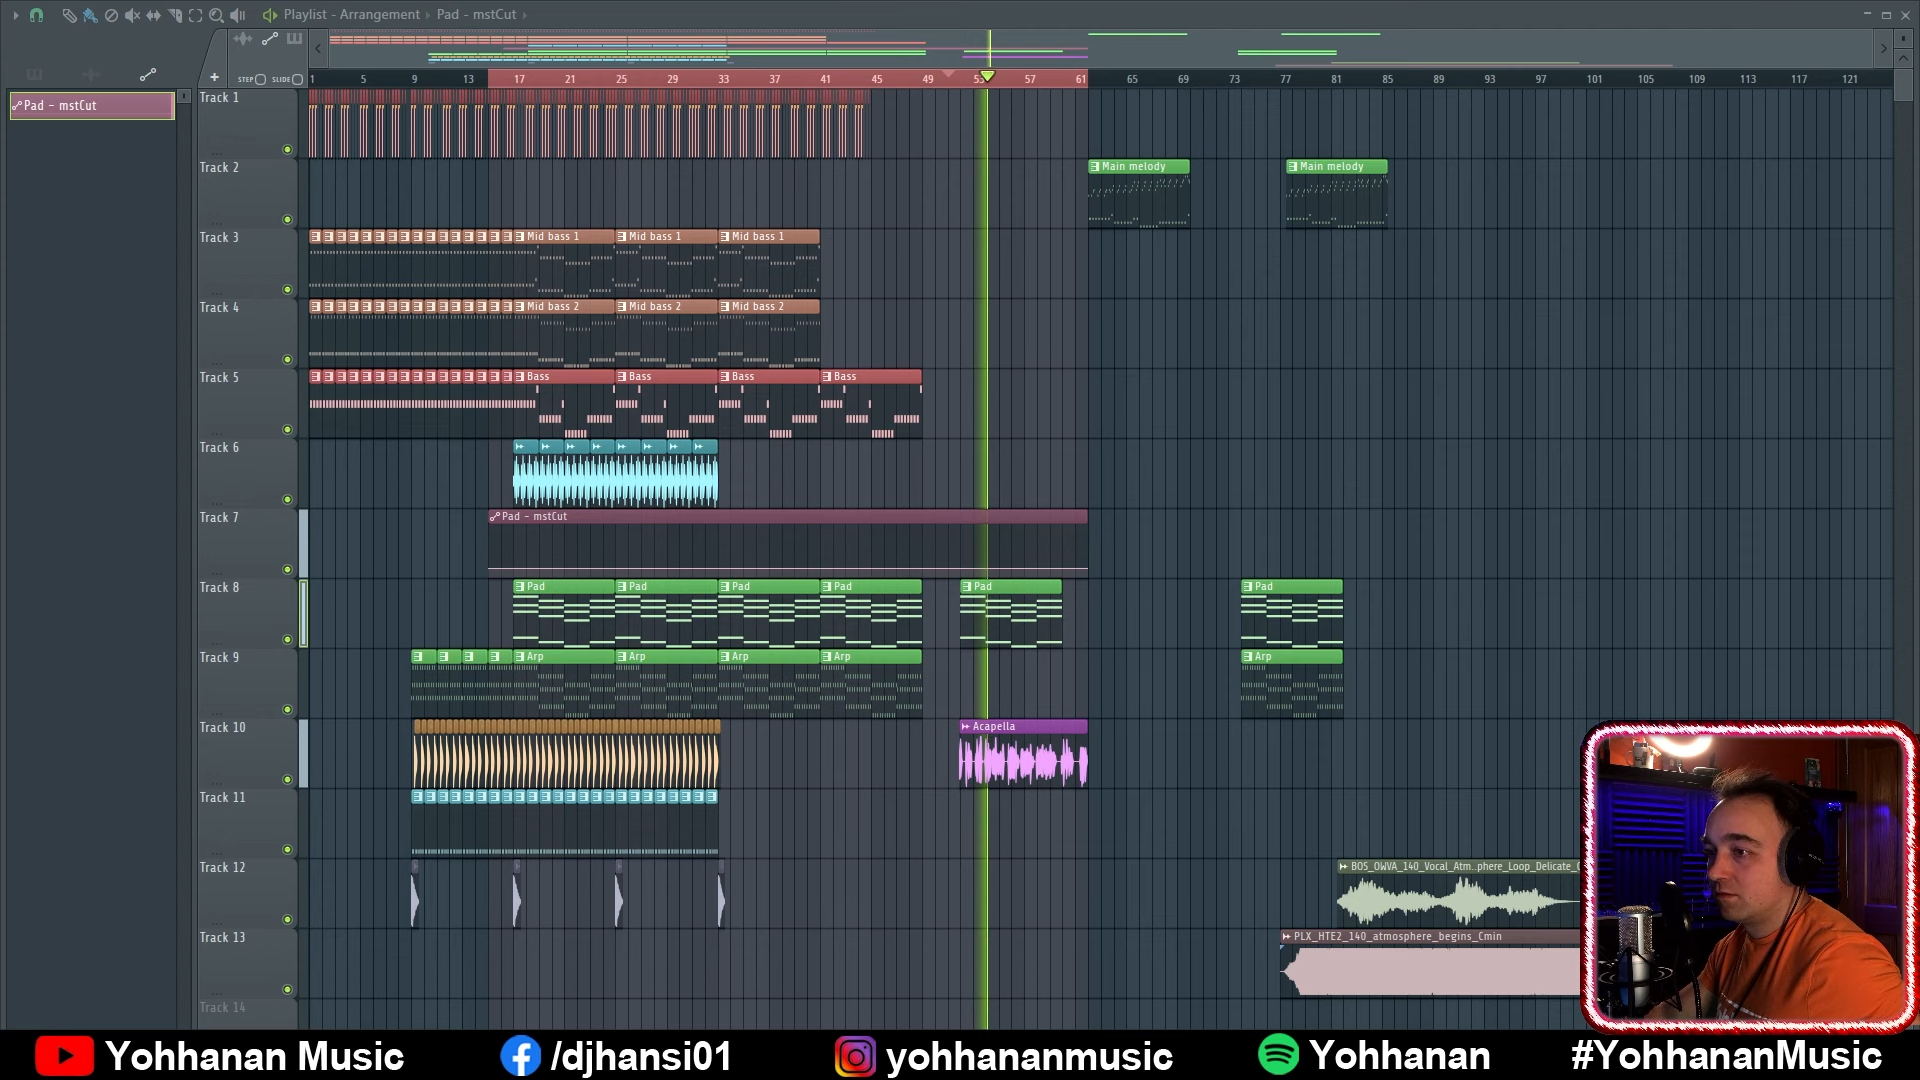 Playlist - Arrangement › Pad - mstCut ›
STEP SLIDE
1 5 9 13 17 21 25 29 33 37 41 45 49 53 57 61 65 69 73 77 81 85 89 93 97 101 105 109 113 117 121
Pad - mstCut
Track 1
Track 2
Main melody Main melody
Track 3
Mid bass 1 Mid bass 1 Mid bass 1
Track 4
Mid bass 2 Mid bass 2 Mid bass 2
Track 5
Bass Bass Bass Bass
Track 6
Track 7
Pad - mstCut
Track 8
Pad Pad Pad Pad Pad Pad
Track 9
Arp Arp Arp Arp Arp
Track 10
Acapella
Track 11
Track 12
BOS_OWVA_140_Vocal_Atm..phere_Loop_Delicate_
Track 13
PLX_HTE2_140_atmosphere_begins_Cmin
Track 14
Yohhanan Music /djhansi01 yohhananmusic Yohhanan #YohhananMusic